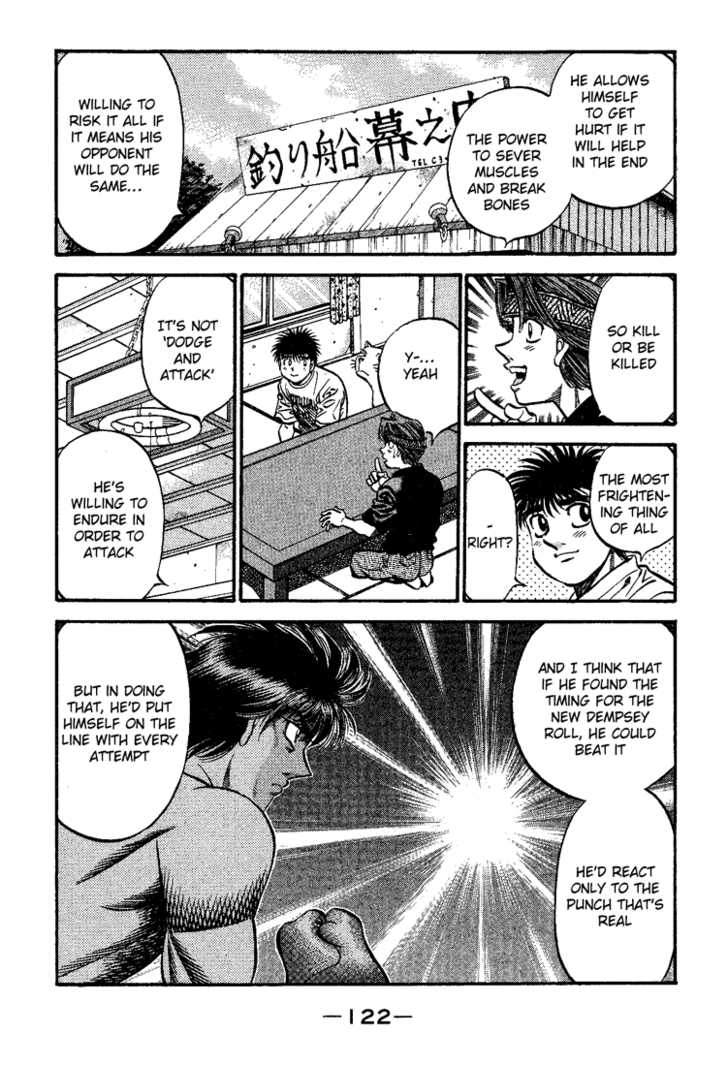 HE ALLOWS
HIMSELF
TO GET
HURT IF IT
WILL HELP
IN THE END
THE POWER
TO SEVER
MUSCLES
AND BREAK
BONES
WILLING TO
RISK IT ALL IF
IT MEANS HIS
OPPONENT
WILL DO THE
SAME...
釣り船 幕之
TEL
SO KILL
OR BE
KILLED
THE MOST
FRIGHTEN-
ING THING
OF ALL
-
RIGHT?
Y-...
YEAH
IT'S NOT
'DODGE
AND
ATTACK'
HE'S
WILLING TO
ENDURE IN
ORDER TO
ATTACK
AND I THINK THAT
IF HE FOUND THE
TIMING FOR THE
NEW DEMPSEY
ROLL, HE COULD
BEAT IT
HE'D REACT
ONLY TO THE
PUNCH THAT'S
REAL
BUT IN DOING
THAT, HE'D PUT
HIMSELF ON THE
LINE WITH EVERY
ATTEMPT
—122—